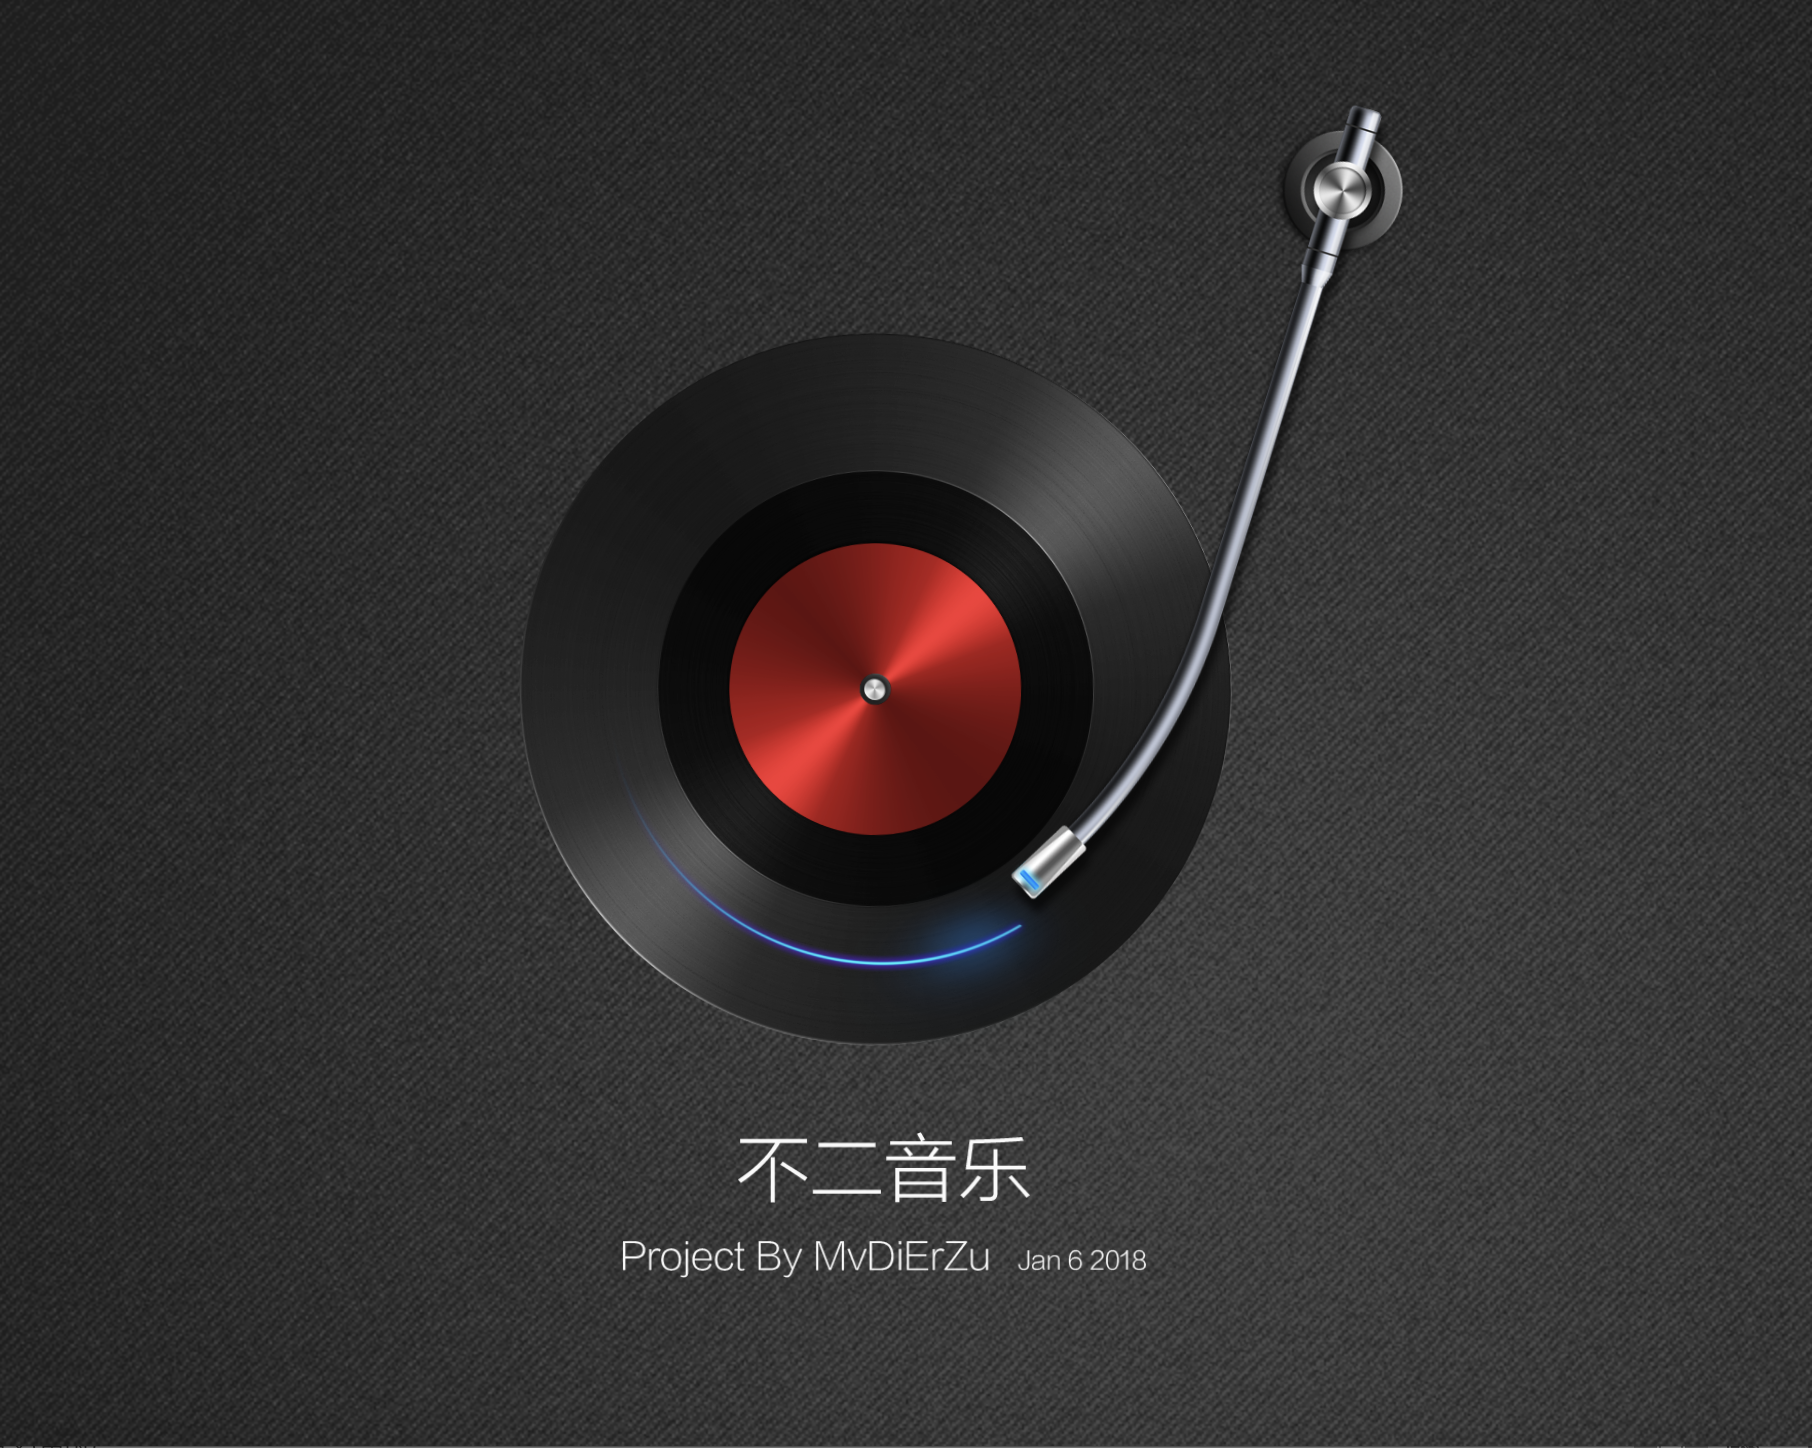 不二音乐
Project By MvDiErZu Jan 6 2018